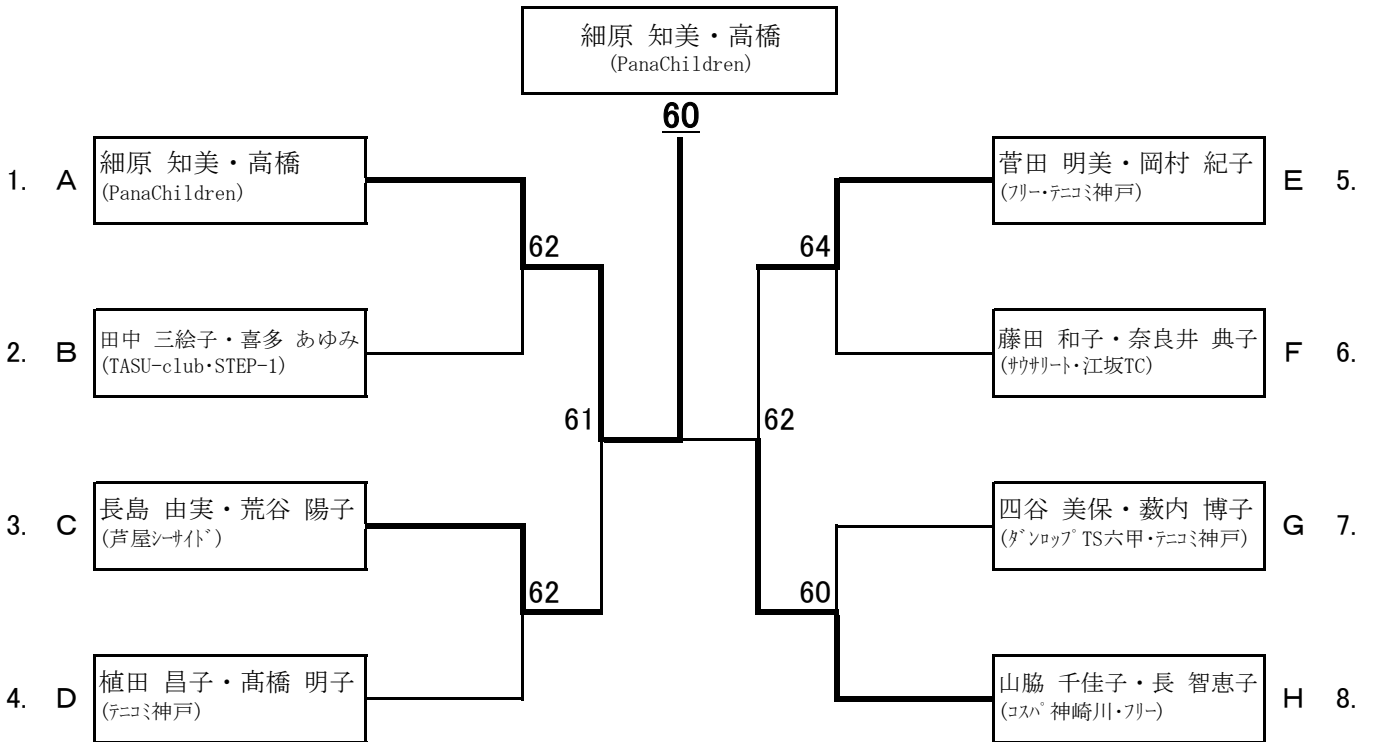 細原 知美・高橋
(PanaChildren)
60
1. A 細原 知美・高橋
(PanaChildren)
菅田 明美・岡村 紀子 E 5.
(フリー・テニコミ神戸)
62
64
2. B 田中 三絵子・喜多 あゆみ
(TASU-club・STEP-1)
藤田 和子・奈良井 典子 F 6.
(サウサリート・江坂TC)
61
62
3. C 長島 由実・荒谷 陽子
(芦屋シーサイド)
四谷 美保・薮内 博子 G 7.
(ダンロップTS六甲・テニコミ神戸)
62
60
4. D 植田 昌子・髙橋 明子
(テニコミ神戸)
山脇 千佳子・長 智恵子 H 8.
(コスパ神崎川・フリー)